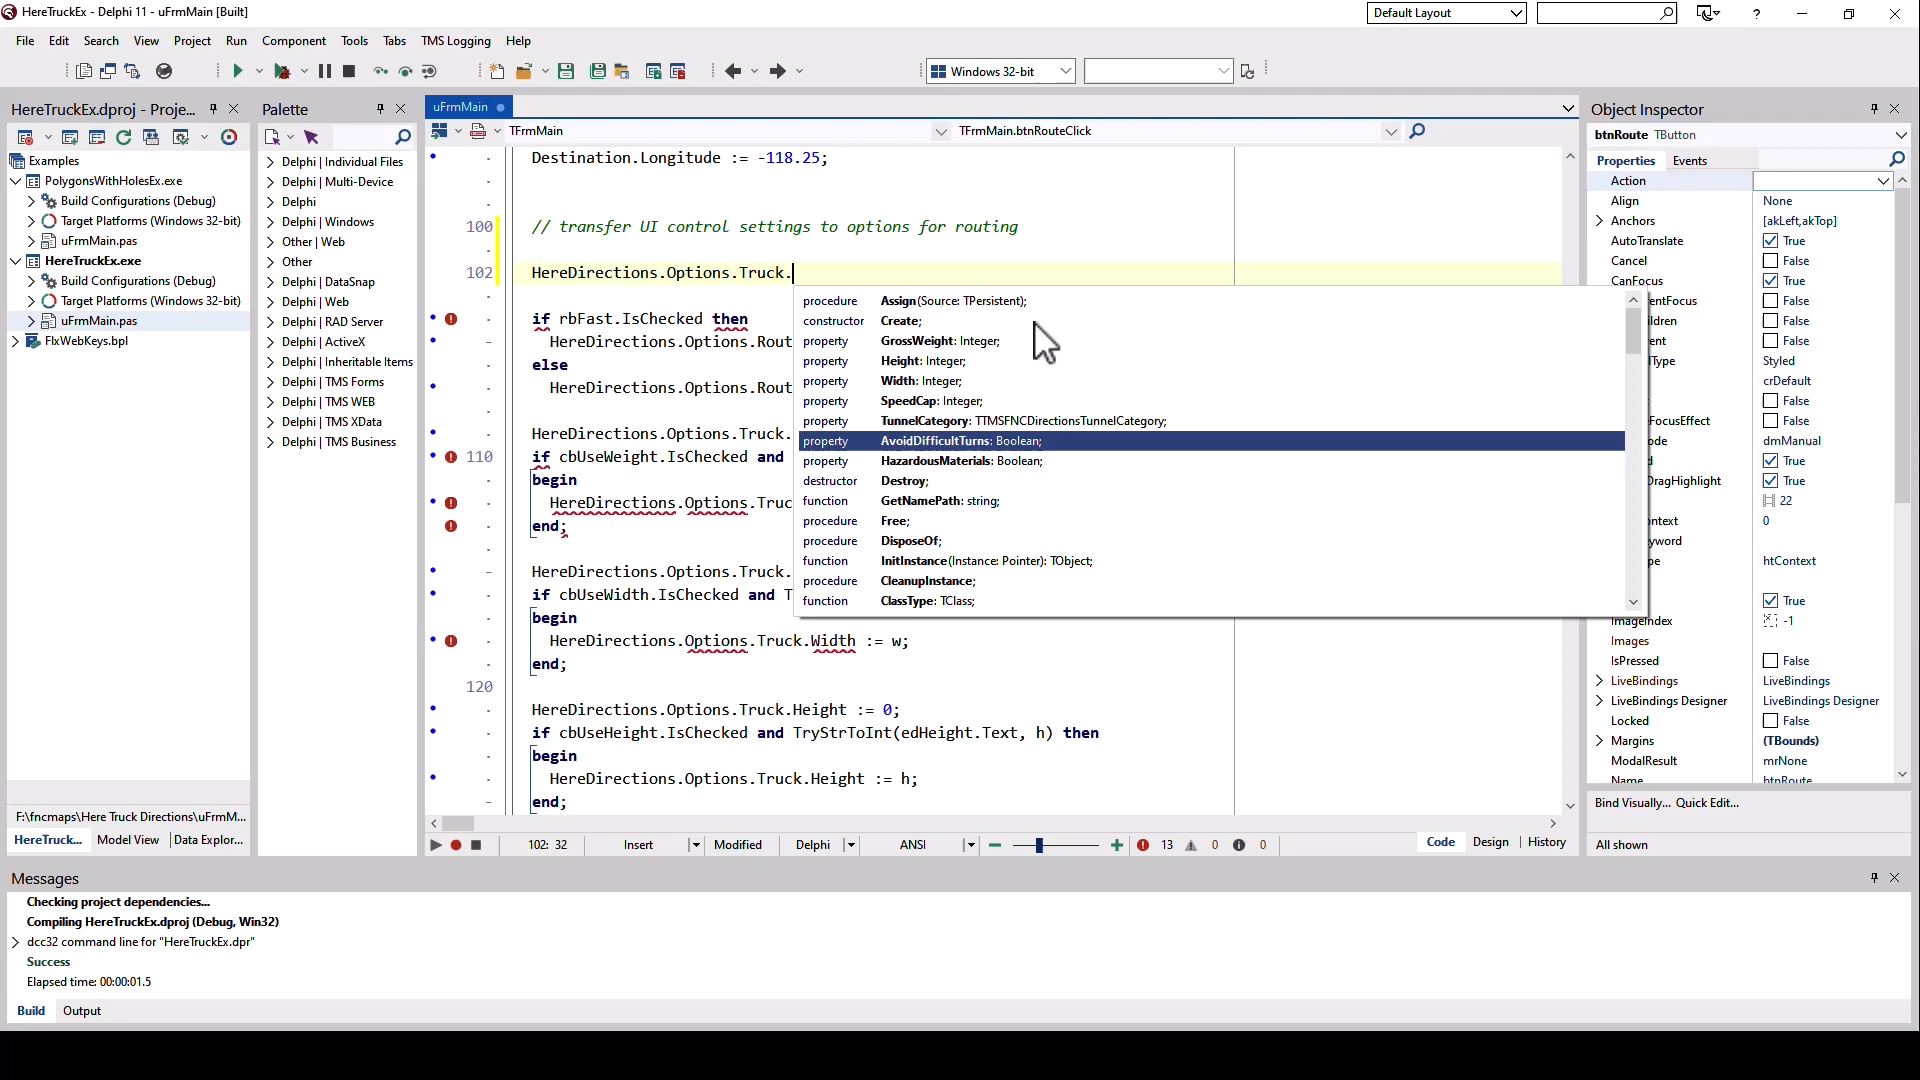 HereTruckEx - Delphi 11 - uFrmMain [Built]
Default Layout
?
File Edit Search View Project Run Component Tools Tabs TMS Logging Help
Windows 32-bit
HereTruckEx.dproj - Proje...
Examples
PolygonsWithHolesEx.exe
Build Configurations (Debug)
Target Platforms (Windows 32-bit)
uFrmMain.pas
HereTruckEx.exe
Build Configurations (Debug)
Target Platforms (Windows 32-bit)
uFrmMain.pas
FlxWebKeys.bpl
F:\fncmaps\Here Truck Directions\uFrmM...
HereTruck... Model View Data Explor...
Palette
Delphi | Individual Files
Delphi | Multi-Device
Delphi
Delphi | Windows
Other | Web
Other
Delphi | DataSnap
Delphi | Web
Delphi | RAD Server
Delphi | ActiveX
Delphi | Inheritable Items
Delphi | TMS Forms
Delphi | TMS WEB
Delphi | TMS XData
Delphi | TMS Business
uFrmMain
TFrmMain TFrmMain.btnRouteClick
Destination.Longitude := -118.25;
100 // transfer UI control settings to options for routing
102 HereDirections.Options.Truck.
if rbFast.IsChecked then
HereDirections.Options.Rout
else
HereDirections.Options.Rout
HereDirections.Options.Truck.
110 if cbUseWeight.IsChecked and
begin
HereDirections.Options.Truc
end;
HereDirections.Options.Truck.
if cbUseWidth.IsChecked and T
begin
HereDirections.Options.Truck.Width := w;
end;
120
HereDirections.Options.Truck.Height := 0;
if cbUseHeight.IsChecked and TryStrToInt(edHeight.Text, h) then
begin
HereDirections.Options.Truck.Height := h;
end;
procedure Assign(Source: TPersistent);
constructor Create;
property GrossWeight: Integer;
property Height: Integer;
property Width: Integer;
property SpeedCap: Integer;
property TunnelCategory: TTMSFNCDirectionsTunnelCategory;
property AvoidDifficultTurns: Boolean;
property HazardousMaterials: Boolean;
destructor Destroy;
function GetNamePath: string;
procedure Free;
procedure DisposeOf;
function InitInstance(Instance: Pointer): TObject;
procedure CleanupInstance;
function ClassType: TClass;
102: 32 Insert Modified Delphi ANSI 13 0 0 Code Design History
Object Inspector
btnRoute TButton
Properties Events
Action
Align None
Anchors [akLeft,akTop]
AutoTranslate True
Cancel False
CanFocus True
entFocus False
ildren False
ent False
lType Styled
crDefault
False
FocusEffect False
ode dmManual
d True
DragHighlight True
22
ontext 0
eyword
pe htContext
True
ImageIndex -1
Images
IsPressed False
LiveBindings LiveBindings
LiveBindings Designer LiveBindings Designer
Locked False
Margins (TBounds)
ModalResult mrNone
Name btnRoute
Bind Visually... Quick Edit...
All shown
Messages
Checking project dependencies...
Compiling HereTruckEx.dproj (Debug, Win32)
dcc32 command line for "HereTruckEx.dpr"
Success
Elapsed time: 00:00:01.5
Build Output